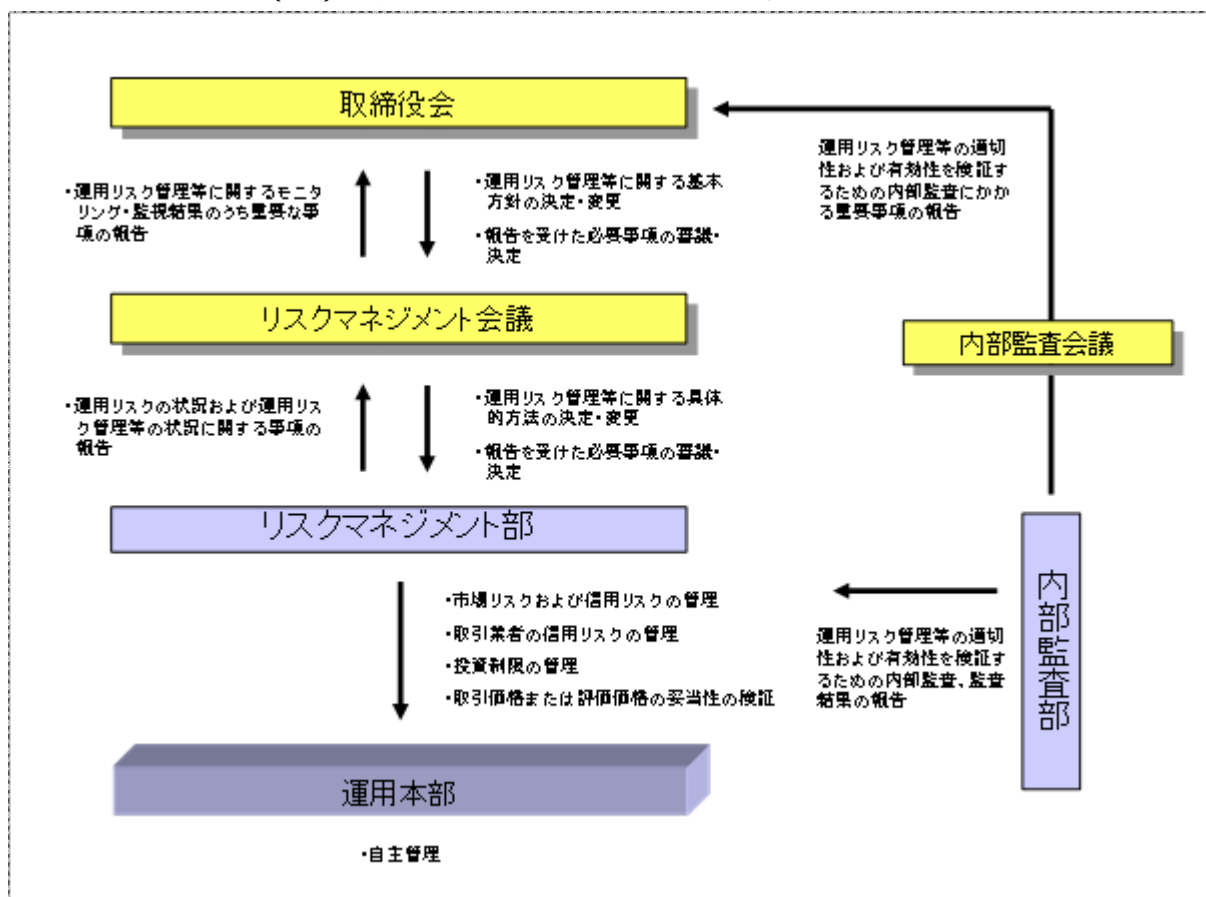 取締役会
・運用リスク管理等に関するモニタ
リング・監視結果のうち重要な事
項の報告
・運用リスク管理等に関する基本
方針の決定・変更
・報告を受けた必要事項の審議・
決定
運用リスク管理等の適切
性および有効性を検証す
るための内部監査にかか
る重要事項の報告
リスクマネジメント会議
内部監査会議
・運用リスクの状況および運用リス
ク管理等の状況に関する事項の
報告
・運用リスク管理等に関する具体
的方法の決定・変更
・報告を受けた必要事項の審議・
決定
リスクマネジメント部
内部監査部
・市場リスクおよび信用リスクの管理
・取引業者の信用リスクの管理
・投資制限の管理
・取引価格または評価価格の妥当性の検証
運用リスク管理等の適切
性および有効性を検証す
るための内部監査、監査
結果の報告
運用本部
・自主管理